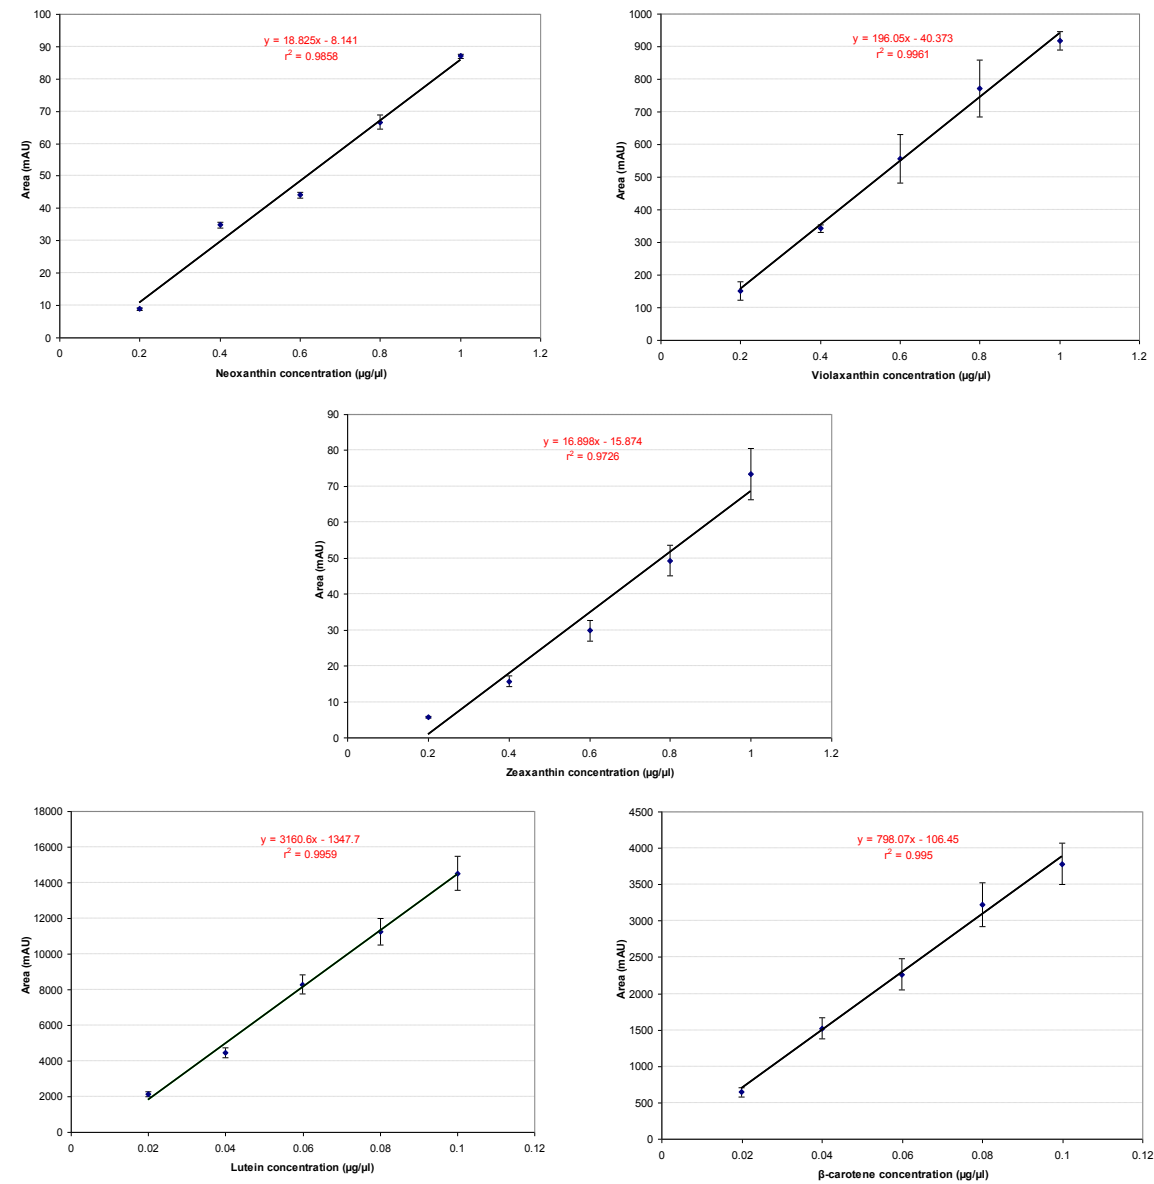 y = 18.825x - 8.141
r² = 0.9858
Area (mAU)
100
90
80
70
60
50
40
30
20
10
0
0 0.2 0.4 0.6 0.8 1 1.2
Neoxanthin concentration (µg/µl)
y = 196.05x - 40.373
r² = 0.9961
Area (mAU)
1000
900
800
700
600
500
400
300
200
100
0
0 0.2 0.4 0.6 0.8 1 1.2
Violaxanthin concentration (µg/µl)
y = 16.898x - 15.874
r² = 0.9726
Area (mAU)
90
80
70
60
50
40
30
20
10
0
0 0.2 0.4 0.6 0.8 1 1.2
Zeaxanthin concentration (µg/µl)
y = 3160.6x - 1347.7
r² = 0.9959
Area (mAU)
18000
16000
14000
12000
10000
8000
6000
4000
2000
0
0 0.02 0.04 0.06 0.08 0.1 0.12
Lutein concentration (µg/µl)
y = 798.07x - 106.45
r² = 0.995
Area (mAU)
4500
4000
3500
3000
2500
2000
1500
1000
500
0
0 0.02 0.04 0.06 0.08 0.1 0.12
β-carotene concentration (µg/µl)